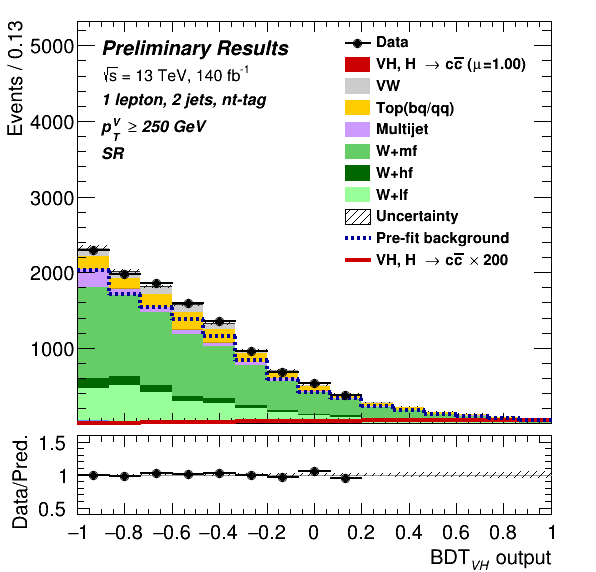 Events / 0.13
5000
4000
3000
2000
1000
Preliminary Results
√s = 13 TeV, 140 fb⁻¹
1 lepton, 2 jets, nt-tag
p_T^V ≥ 250 GeV
SR
Data
VH, H → cc̅ (μ=1.00)
VW
Top(bq/qq)
Multijet
W+mf
W+hf
W+lf
Uncertainty
Pre-fit background
VH, H → cc̅ × 200
Data/Pred.
1.5
1
0.5
−1 −0.8 −0.6 −0.4 −0.2 0 0.2 0.4 0.6 0.8 1
BDT_VH output